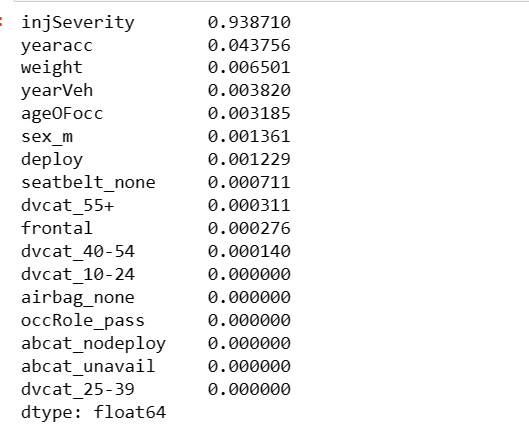 injSeverity 0.938710
yearacc 0.043756
weight 0.006501
yearVeh 0.003820
ageOFocc 0.003185
sex_m 0.001361
deploy 0.001229
seatbelt_none 0.000711
dvcat_55+ 0.000311
frontal 0.000276
dvcat_40-54 0.000140
dvcat_10-24 0.000000
airbag_none 0.000000
occRole_pass 0.000000
abcat_nodeploy 0.000000
abcat_unavail 0.000000
dvcat_25-39 0.000000
dtype: float64